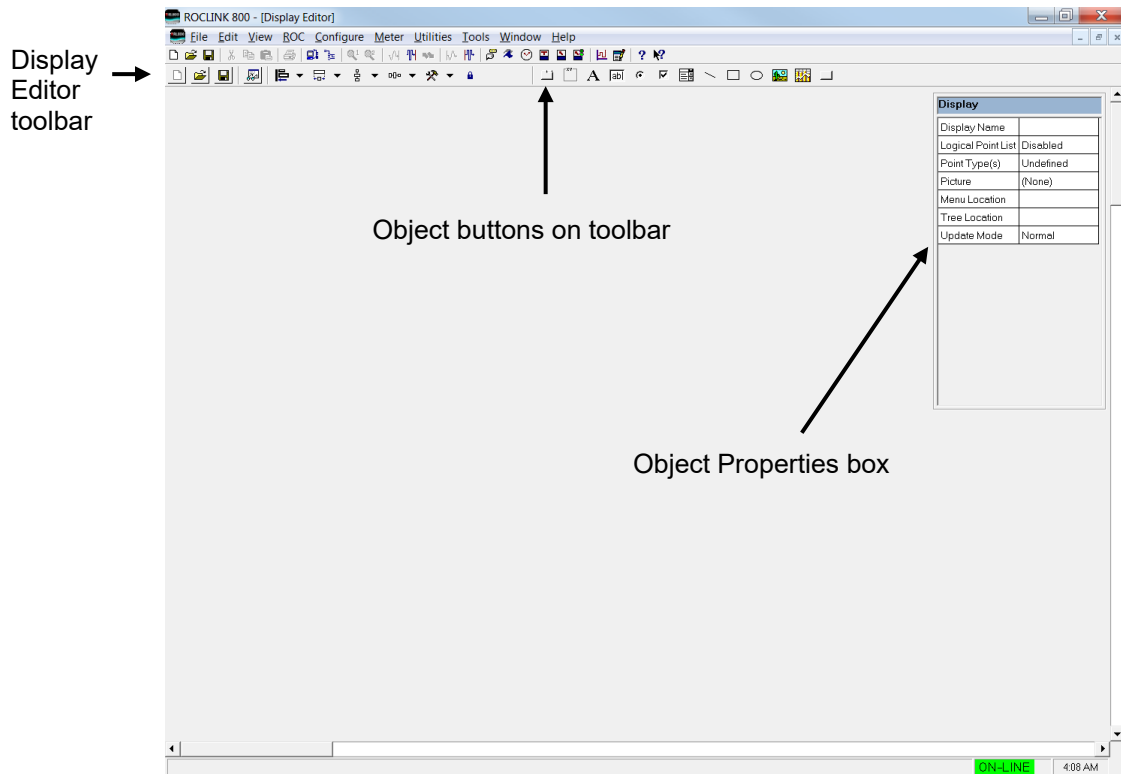 ROCLINK 800 - [Display Editor]
File Edit View ROC Configure Meter Utilities Tools Window Help
Display
Editor
toolbar
A ab
Display
Display Name
Logical Point List Disabled
Point Type(s) Undefined
Picture (None)
Menu Location
Tree Location
Update Mode Normal
Object buttons on toolbar
Object Properties box
ON-LINE 4:08 AM